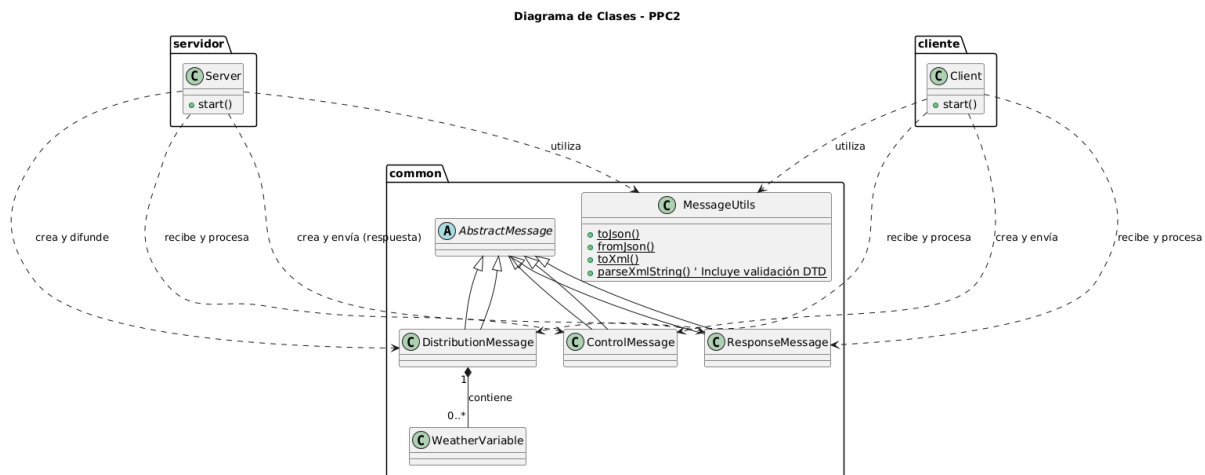 Diagrama de Clases - PPC2
servidor
cliente
C Server
C Client
start()
start()
utiliza
utiliza
common
C MessageUtils
toJson()
fromJson()
toXml()
parseXmlString() ' Incluye validación DTD
A AbstractMessage
crea y difunde
recibe y procesa
crea y envía (respuesta)
recibe y procesa
crea y envía
recibe y procesa
C DistributionMessage
C ControlMessage
C ResponseMessage
1
contiene
0..*
C WeatherVariable